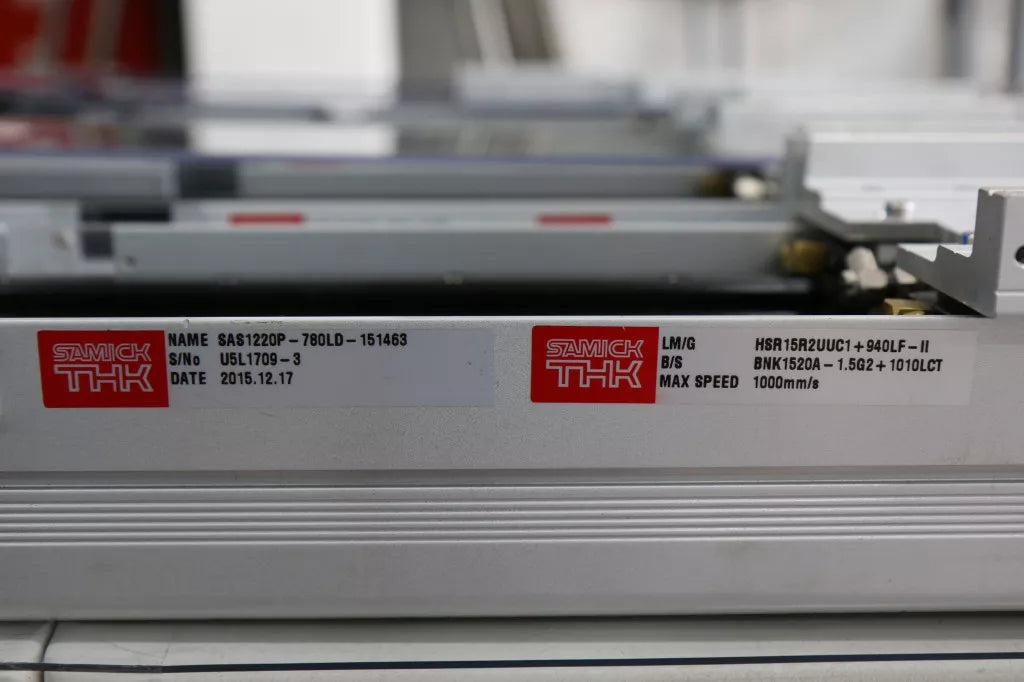 SAMICK
THK
NAME SAS1220P-780LD-151463
S/No U5L1709-3
DATE 2015.12.17
SAMICK
THK
LM/G HSR15R2UUC1+940LF-II
B/S BNK1520A-1.5G2+1010LCT
MAX SPEED 1000mm/s